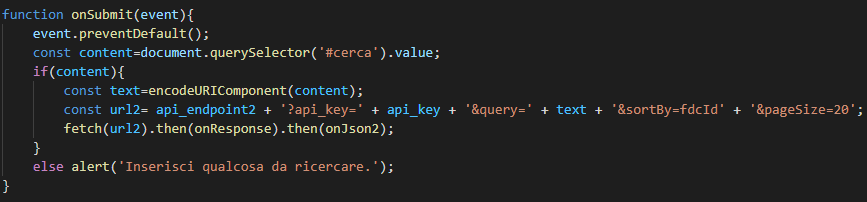 function onSubmit(event){
    event.preventDefault();
    const content=document.querySelector('#cerca').value;
    if(content){
        const text=encodeURIComponent(content);
        const url2= api_endpoint2 + '?api_key=' + api_key + '&query=' + text + '&sortBy=fdcId' + '&pageSize=20';
        fetch(url2).then(onResponse).then(onJson2);
    }
    else alert('Inserisci qualcosa da ricercare.');
}